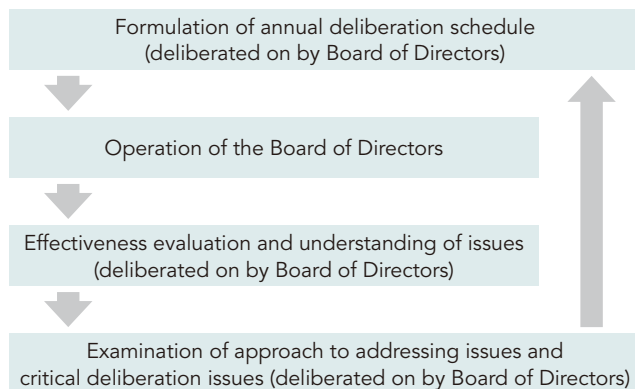 Formulation of annual deliberation schedule
(deliberated on by Board of Directors)
Operation of the Board of Directors
Effectiveness evaluation and understanding of issues
(deliberated on by Board of Directors)
Examination of approach to addressing issues and
critical deliberation issues (deliberated on by Board of Directors)